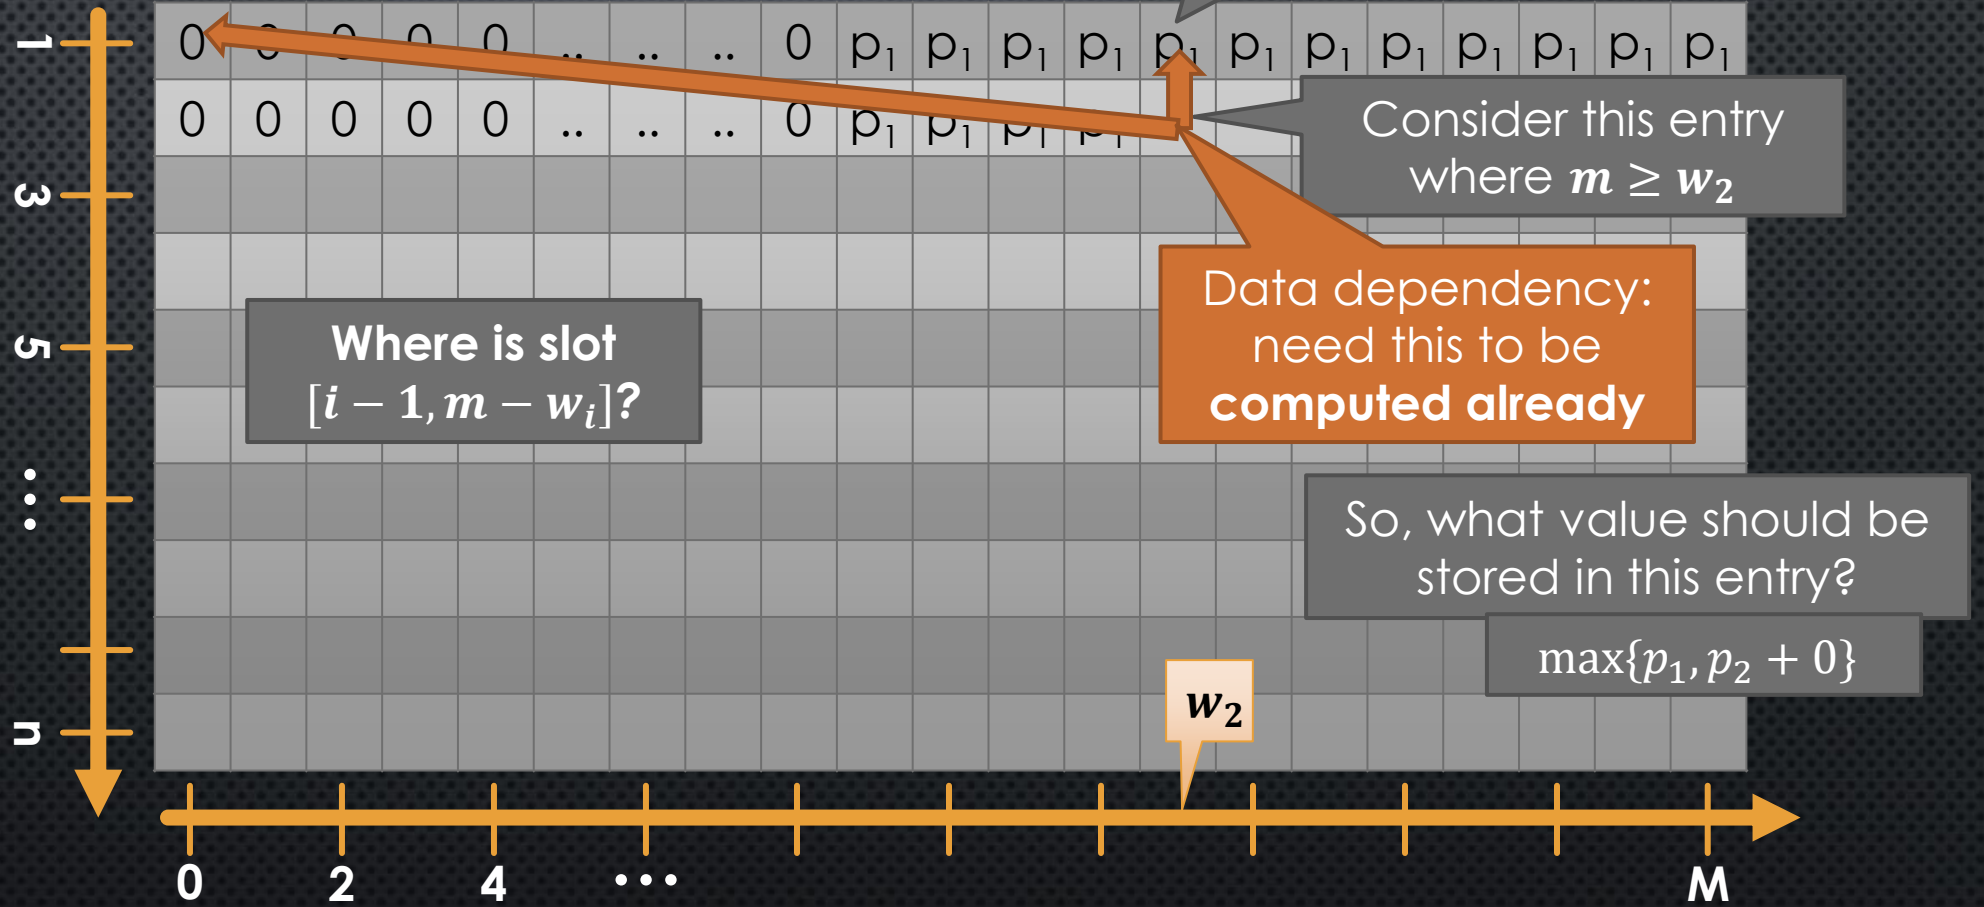 1
0 0 0 0 0 .. .. .. 0 p₁ p₁ p₁ p₁ p₁ p₁ p₁ p₁ p₁ p₁ p₁ p₁
0 0 0 0 0 .. .. .. 0 p₁ p₁ p₁ p₁
Consider this entry
where m ≥ w₂
3
Data dependency:
need this to be
computed already
5
Where is slot
[i − 1, m − wᵢ]?
...
So, what value should be
stored in this entry?
max{p₁, p₂ + 0}
w₂
n
0 2 4 ... M